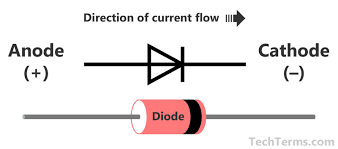 Direction of current flow
Anode
(+)
Cathode
(–)
Diode
TechTerms.com